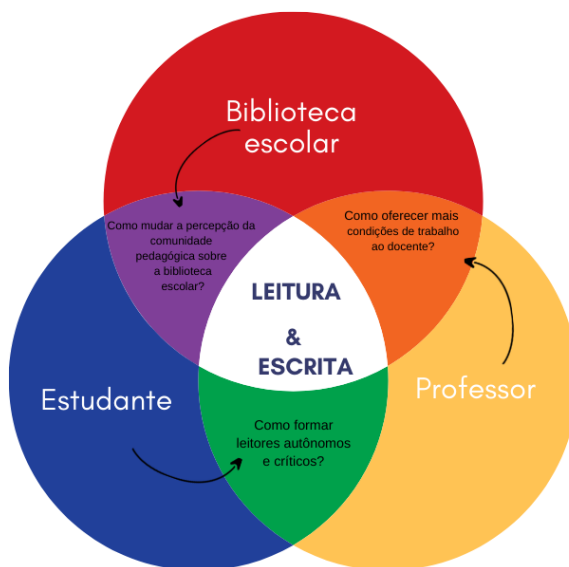 Biblioteca
escolar
Como mudar a percepção da
comunidade
pedagógica sobre
a biblioteca
escolar?
Como oferecer mais
condições de trabalho
ao docente?
LEITURA
&
ESCRITA
Estudante
Professor
Como formar
leitores autônomos
e críticos?